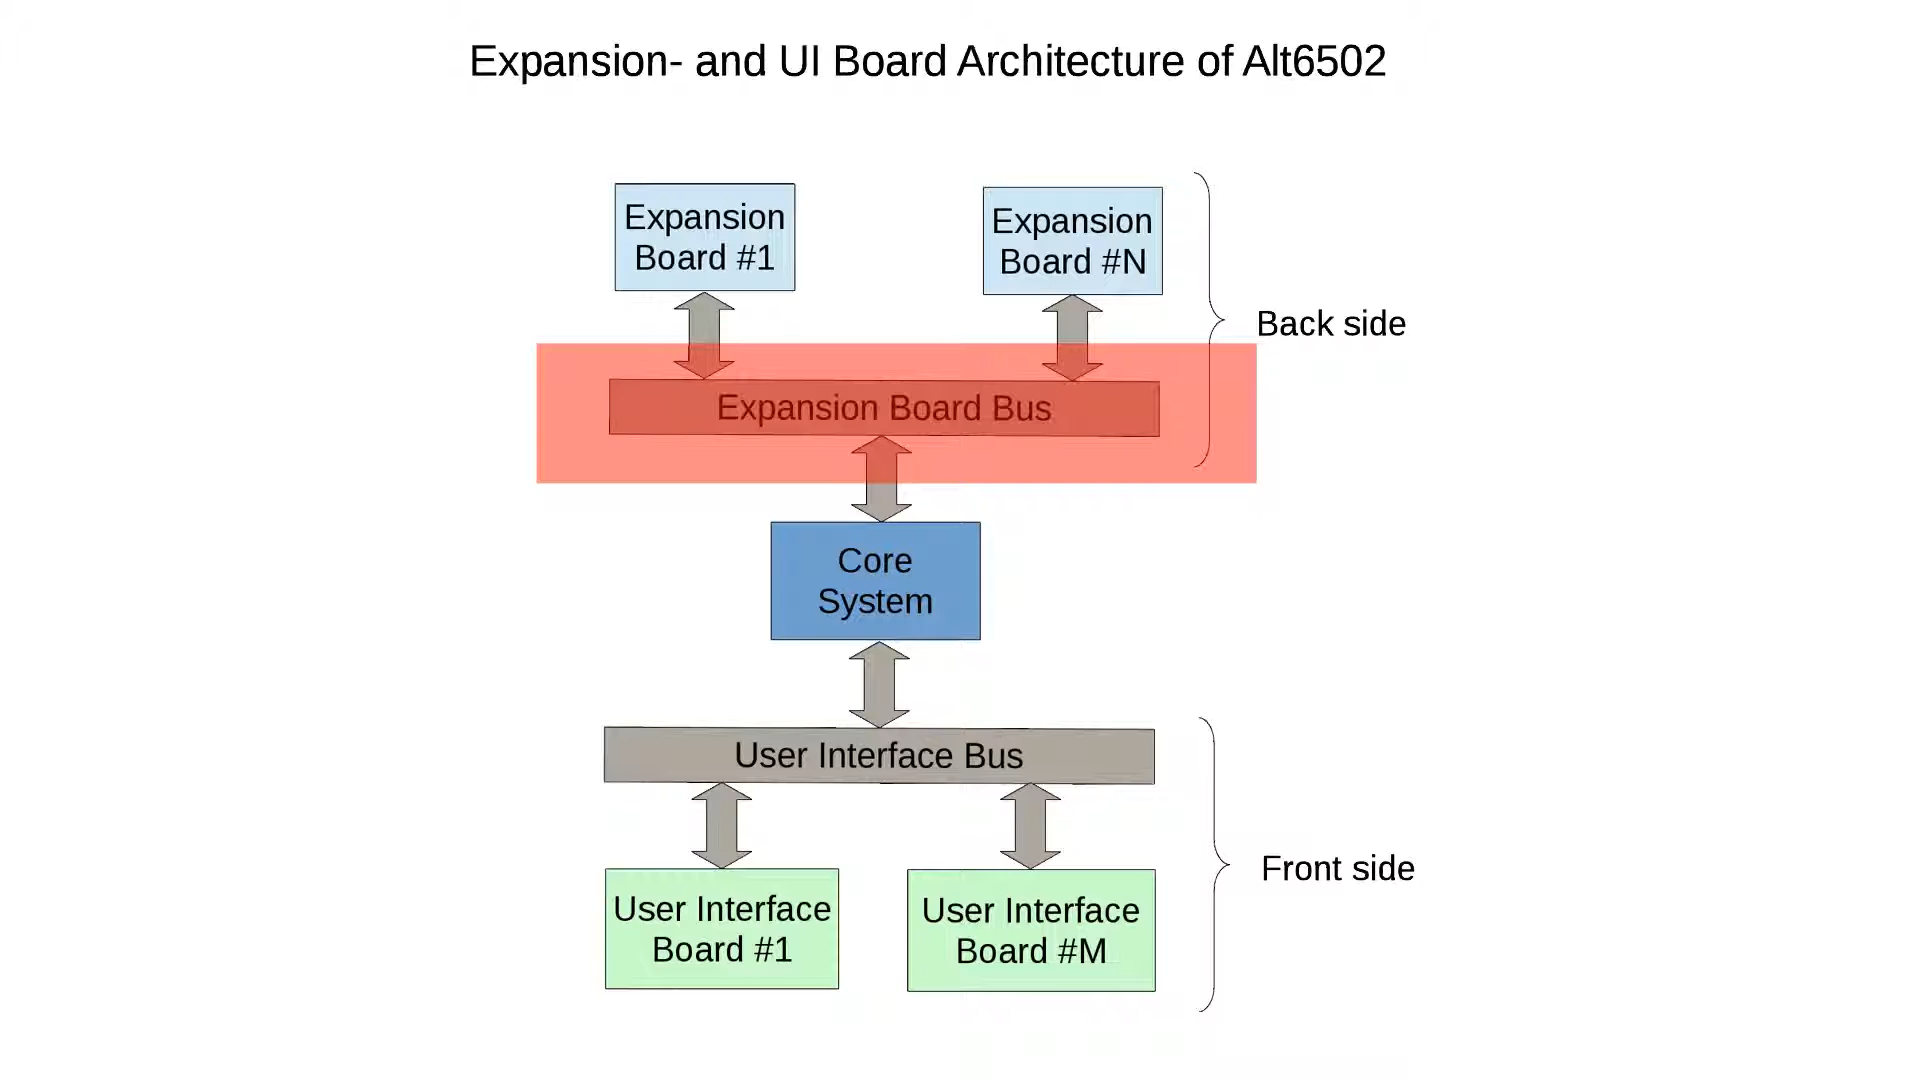 Expansion- and UI Board Architecture of Alt6502
Expansion
Board #1
Expansion
Board #N
Back side
Expansion Board Bus
Core
System
User Interface Bus
Front side
User Interface
Board #1
User Interface
Board #M